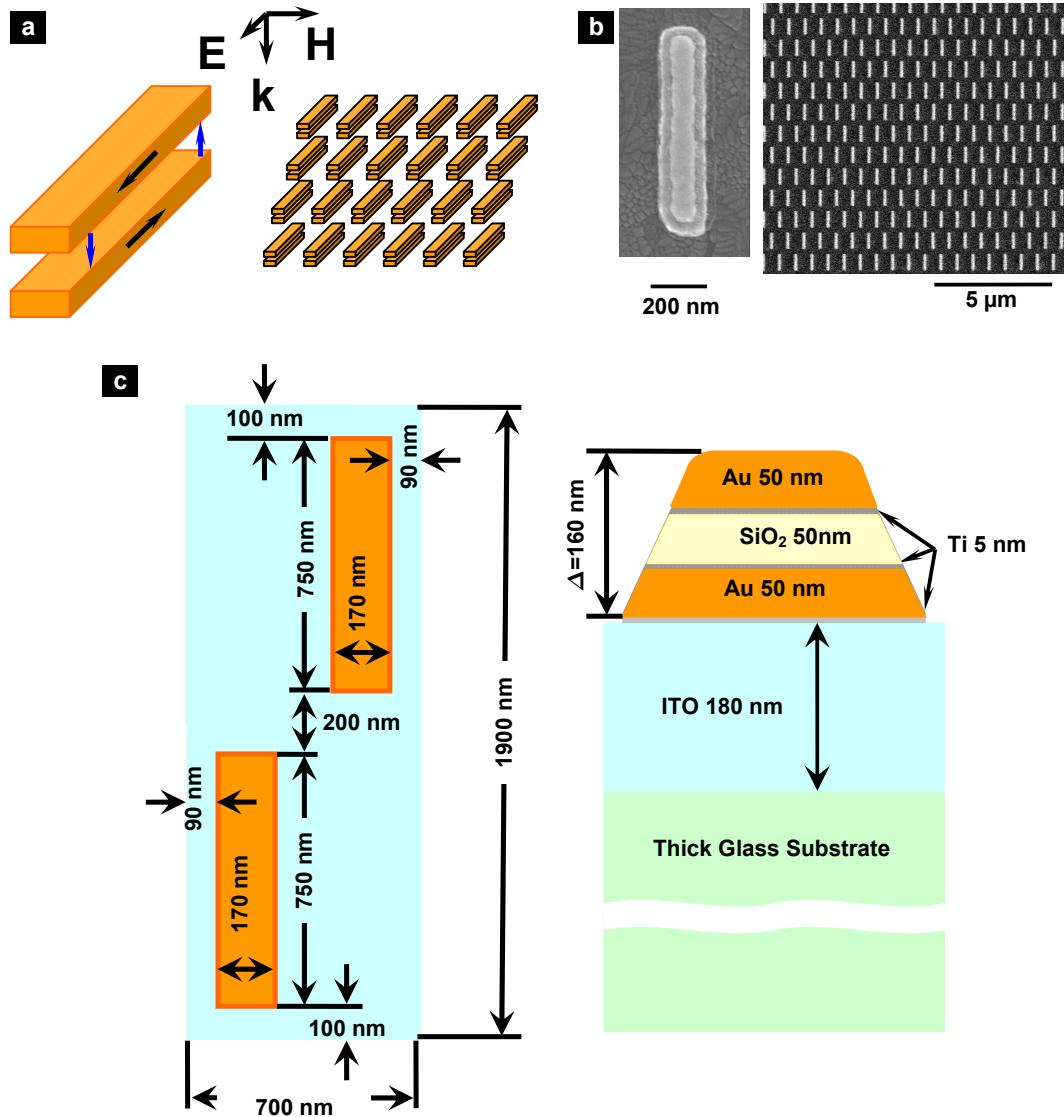 a
E
H
k
b
200 nm
5 µm
c
100 nm
90 nm
750 nm
170 nm
200 nm
1900 nm
90 nm
750 nm
170 nm
100 nm
700 nm
Δ=160 nm
Au 50 nm
SiO₂ 50nm
Ti 5 nm
Au 50 nm
ITO 180 nm
Thick Glass Substrate